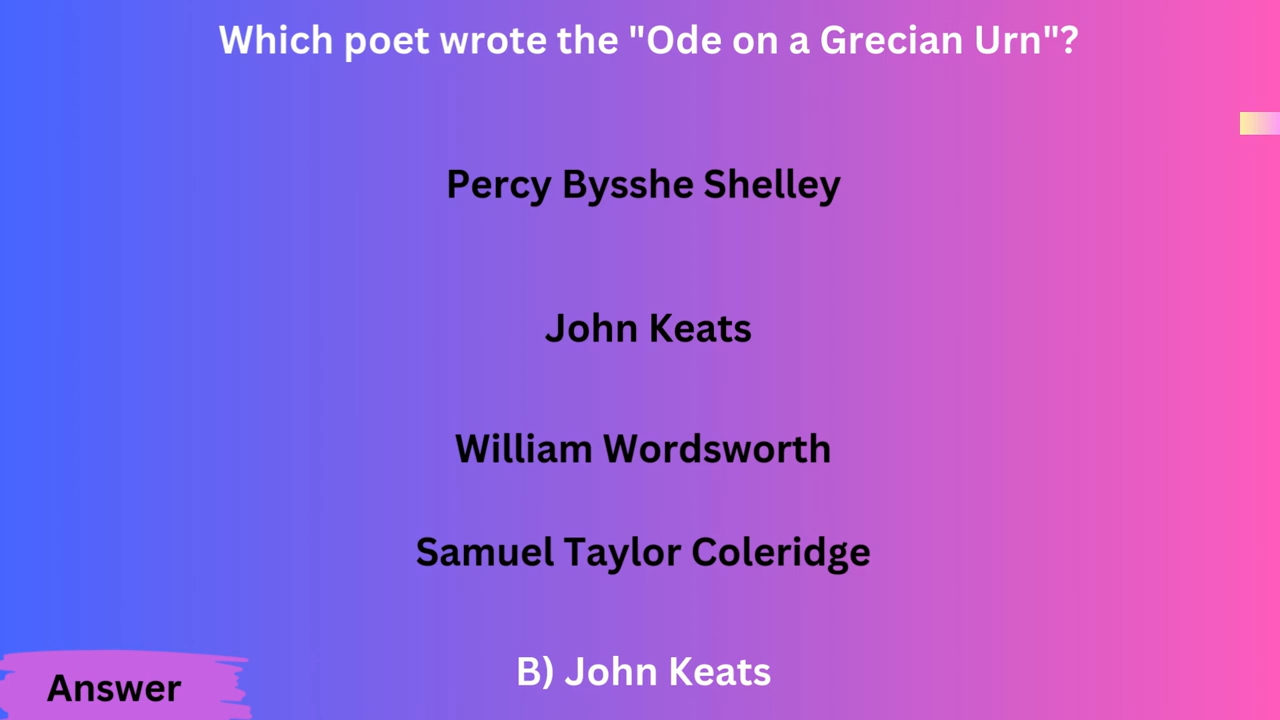 Which poet wrote the "Ode on a Grecian Urn"?
Percy Bysshe Shelley
John Keats
William Wordsworth
Samuel Taylor Coleridge
B) John Keats
Answer